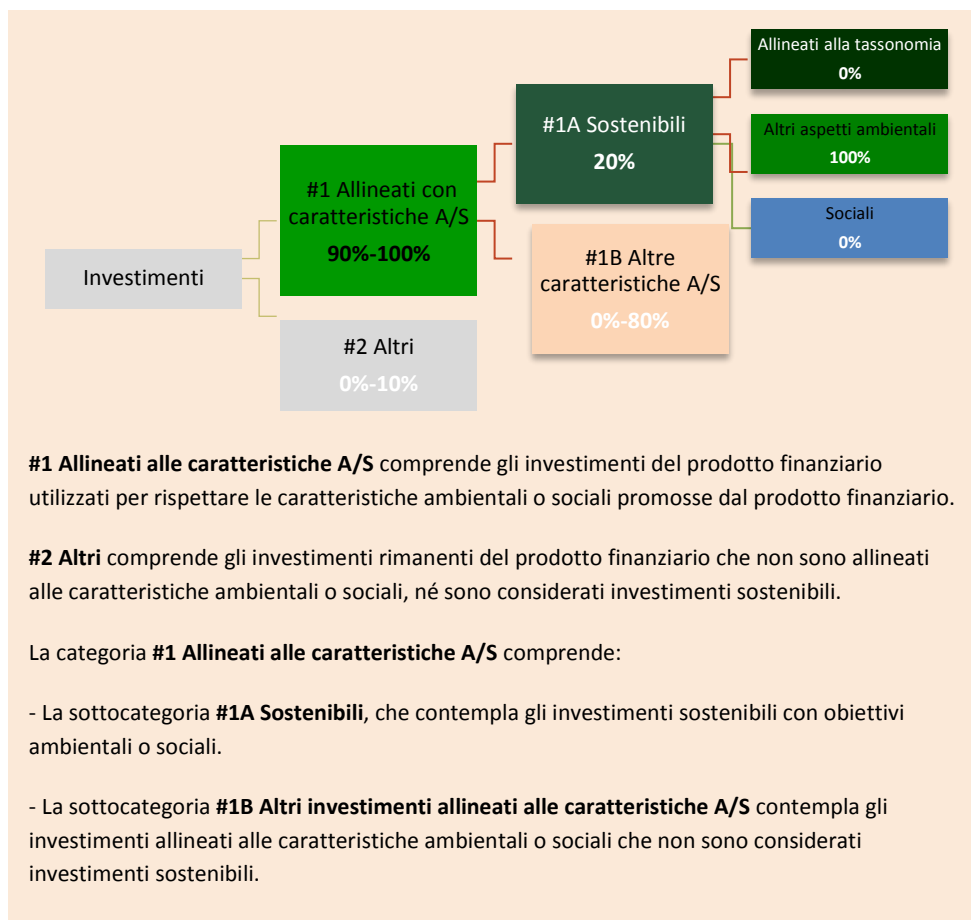 Investimenti
#1 Allineati con
caratteristiche A/S
90%-100%
#2 Altri
0%-10%
#1A Sostenibili
20%
#1B Altre
caratteristiche A/S
0%-80%
Allineati alla tassonomia
0%
Altri aspetti ambientali
100%
Sociali
0%
#1 Allineati alle caratteristiche A/S comprende gli investimenti del prodotto finanziario
utilizzati per rispettare le caratteristiche ambientali o sociali promosse dal prodotto finanziario.
#2 Altri comprende gli investimenti rimanenti del prodotto finanziario che non sono allineati
alle caratteristiche ambientali o sociali, né sono considerati investimenti sostenibili.
La categoria #1 Allineati alle caratteristiche A/S comprende:
- La sottocategoria #1A Sostenibili, che contempla gli investimenti sostenibili con obiettivi
ambientali o sociali.
- La sottocategoria #1B Altri investimenti allineati alle caratteristiche A/S contempla gli
investimenti allineati alle caratteristiche ambientali o sociali che non sono considerati
investimenti sostenibili.